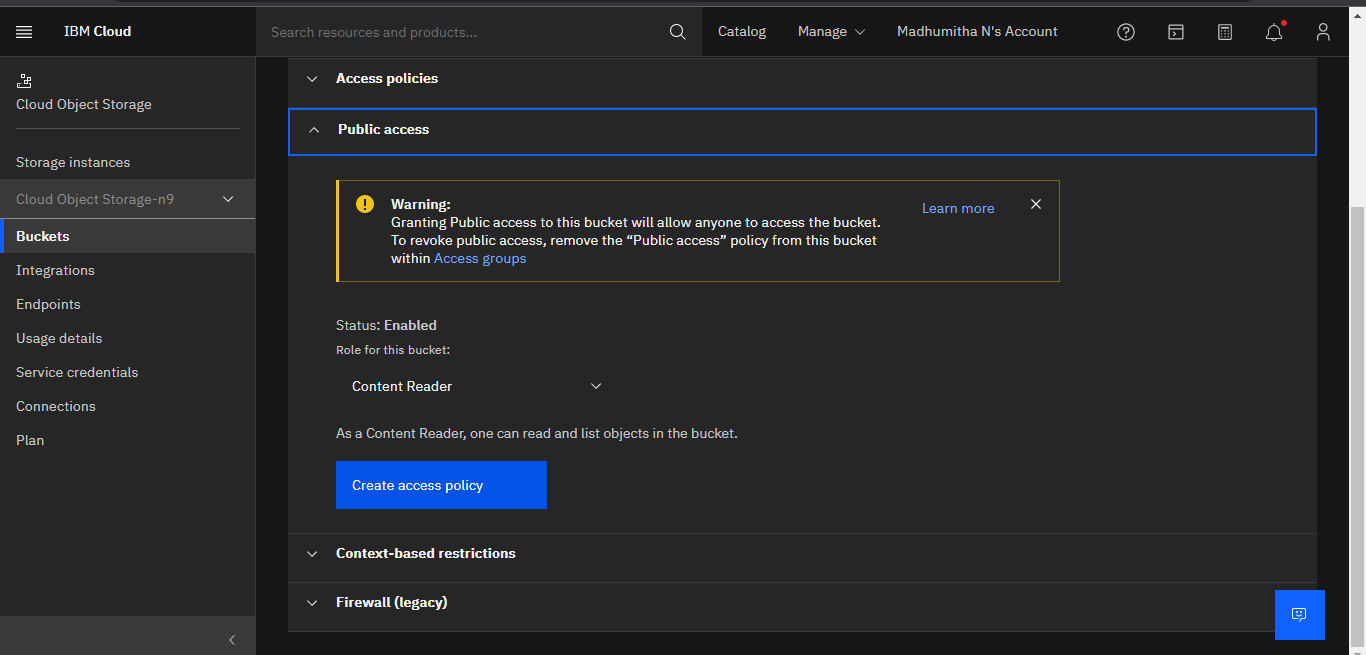 IBM Cloud
Search resources and products...
Catalog
Manage
Madhumitha N's Account
Cloud Object Storage
Storage instances
Cloud Object Storage-n9
Buckets
Integrations
Endpoints
Usage details
Service credentials
Connections
Plan
Access policies
Public access
Warning:
Granting Public access to this bucket will allow anyone to access the bucket.
To revoke public access, remove the “Public access” policy from this bucket
within Access groups
Learn more
Status: Enabled
Role for this bucket:
Content Reader
As a Content Reader, one can read and list objects in the bucket.
Create access policy
Context-based restrictions
Firewall (legacy)